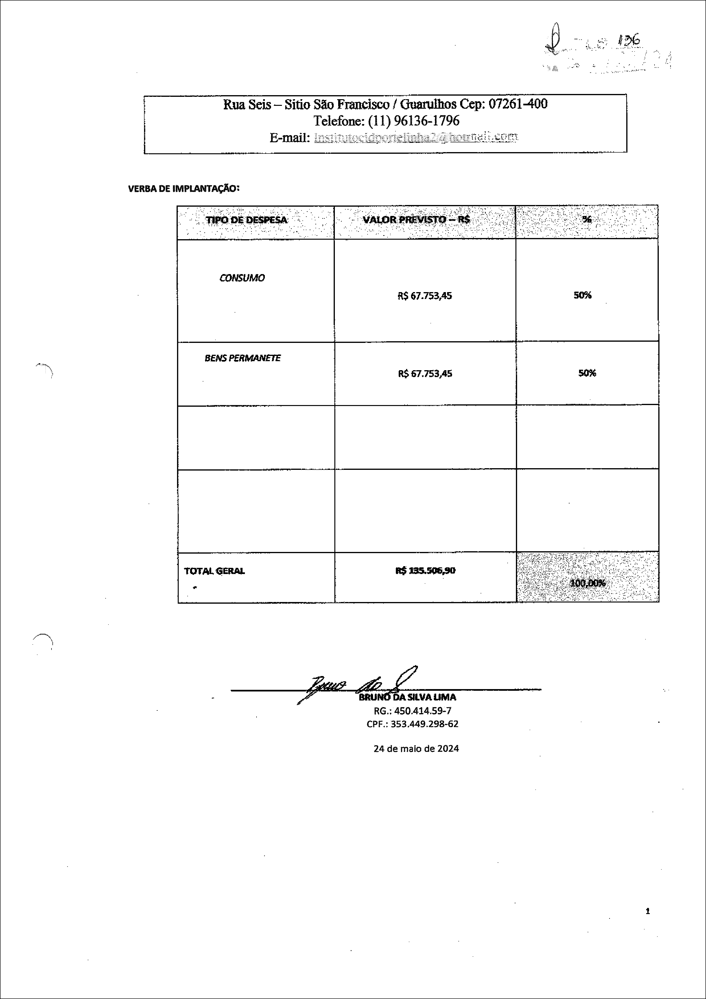 136
Rua Seis – Sitio São Francisco / Guarulhos Cep: 07261-400
Telefone: (11) 96136-1796
E-mail: Institutocidportelinha2@hotmail.com
VERBA DE IMPLANTAÇÃO:
TIPO DE DESPESA VALOR PREVISTO – R$ %
CONSUMO
R$ 67.753,45 50%
BENS PERMANETE
R$ 67.753,45 50%
TOTAL GERAL R$ 135.506,90
100,00%
BRUNO DA SILVA LIMA
RG.: 450.414.59-7
CPF.: 353.449.298-62
24 de maio de 2024
1